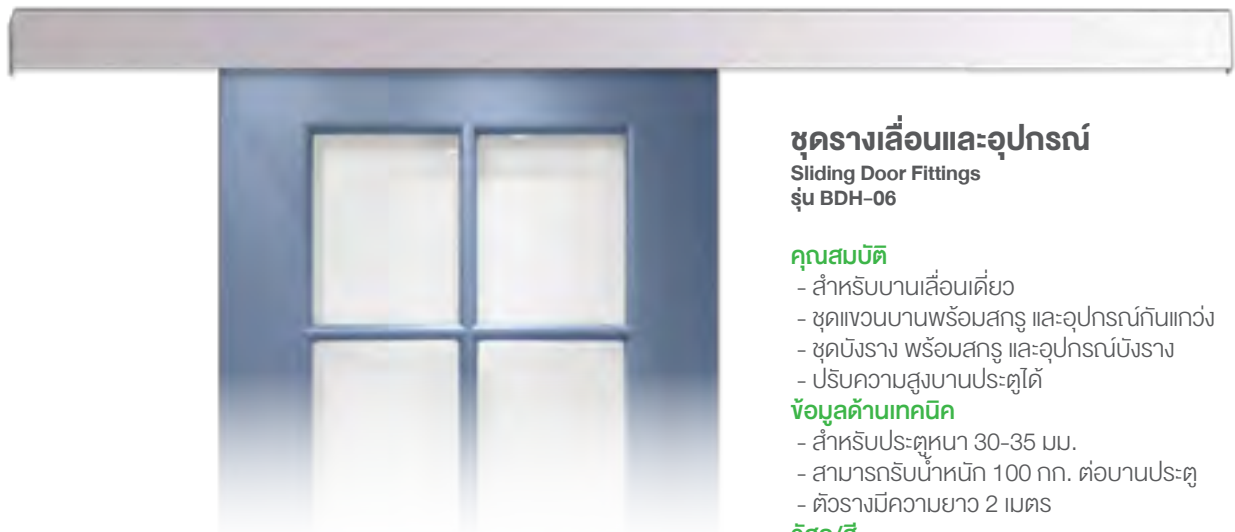 ชุดรางเลื่อนและอุปกรณ์
Sliding Door Fittings
รุ่น BDH-06
คุณสมบัติ
- สำหรับบานเลื่อนเดี่ยว
- ชุดแขวนบานพร้อมสกรู และอุปกรณ์กันแกว่ง
- ชุดบังราง พร้อมสกรู และอุปกรณ์บังราง
- ปรับความสูงบานประตูได้
ข้อมูลด้านเทคนิค
- สำหรับประตูหนา 30-35 มม.
- สามารถรับน้ำหนัก 100 กก. ต่อบานประตู
- ตัวรางมีความยาว 2 เมตร